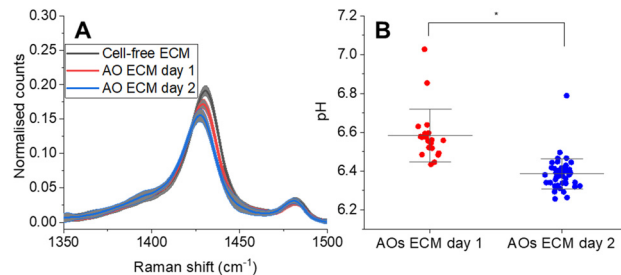 A
Normalised counts
0.30
0.25
0.20
0.15
0.10
0.05
0.00
Cell-free ECM
AO ECM day 1
AO ECM day 2
1350 1400 1450 1500
Raman shift (cm⁻¹)
B
*
pH
7.2
7.0
6.8
6.6
6.4
6.2
AOs ECM day 1 AOs ECM day 2